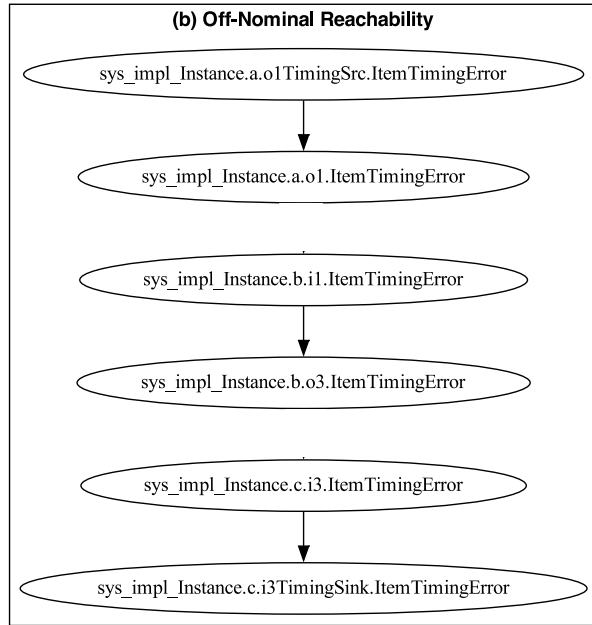 (b) Off-Nominal Reachability
sys_impl_Instance.a.o1TimingSrc.ItemTimingError
sys_impl_Instance.a.o1.ItemTimingError
sys_impl_Instance.b.i1.ItemTimingError
sys_impl_Instance.b.o3.ItemTimingError
sys_impl_Instance.c.i3.ItemTimingError
sys_impl_Instance.c.i3TimingSink.ItemTimingError